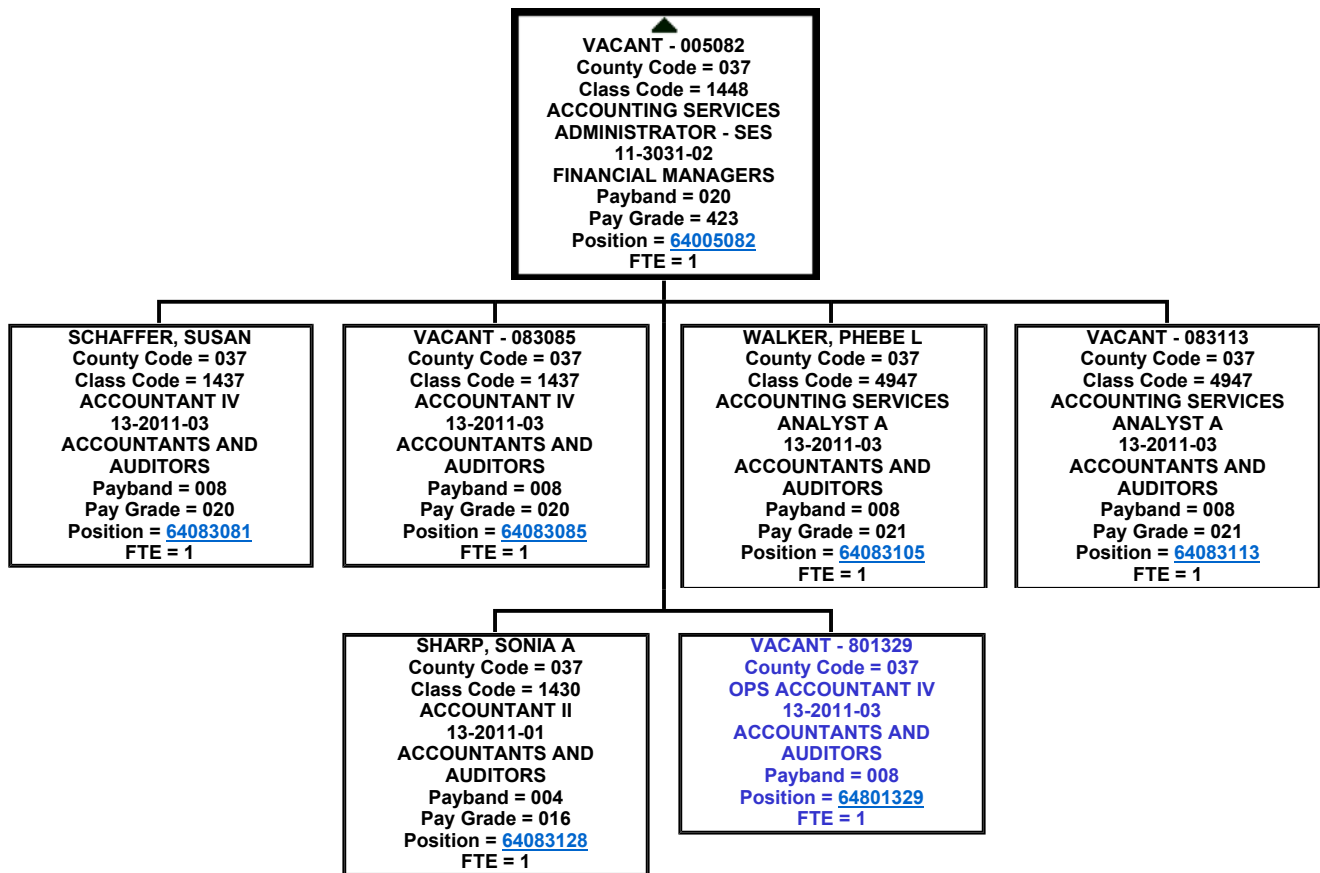 VACANT - 005082
County Code = 037
Class Code = 1448
ACCOUNTING SERVICES
ADMINISTRATOR - SES
11-3031-02
FINANCIAL MANAGERS
Payband = 020
Pay Grade = 423
Position = 64005082
FTE = 1
SCHAFFER, SUSAN
County Code = 037
Class Code = 1437
ACCOUNTANT IV
13-2011-03
ACCOUNTANTS AND
AUDITORS
Payband = 008
Pay Grade = 020
Position = 64083081
FTE = 1
VACANT - 083085
County Code = 037
Class Code = 1437
ACCOUNTANT IV
13-2011-03
ACCOUNTANTS AND
AUDITORS
Payband = 008
Pay Grade = 020
Position = 64083085
FTE = 1
WALKER, PHEBE L
County Code = 037
Class Code = 4947
ACCOUNTING SERVICES
ANALYST A
13-2011-03
ACCOUNTANTS AND
AUDITORS
Payband = 008
Pay Grade = 021
Position = 64083105
FTE = 1
VACANT - 083113
County Code = 037
Class Code = 4947
ACCOUNTING SERVICES
ANALYST A
13-2011-03
ACCOUNTANTS AND
AUDITORS
Payband = 008
Pay Grade = 021
Position = 64083113
FTE = 1
SHARP, SONIA A
County Code = 037
Class Code = 1430
ACCOUNTANT II
13-2011-01
ACCOUNTANTS AND
AUDITORS
Payband = 004
Pay Grade = 016
Position = 64083128
FTE = 1
VACANT - 801329
County Code = 037
OPS ACCOUNTANT IV
13-2011-03
ACCOUNTANTS AND
AUDITORS
Payband = 008
Position = 64801329
FTE = 1